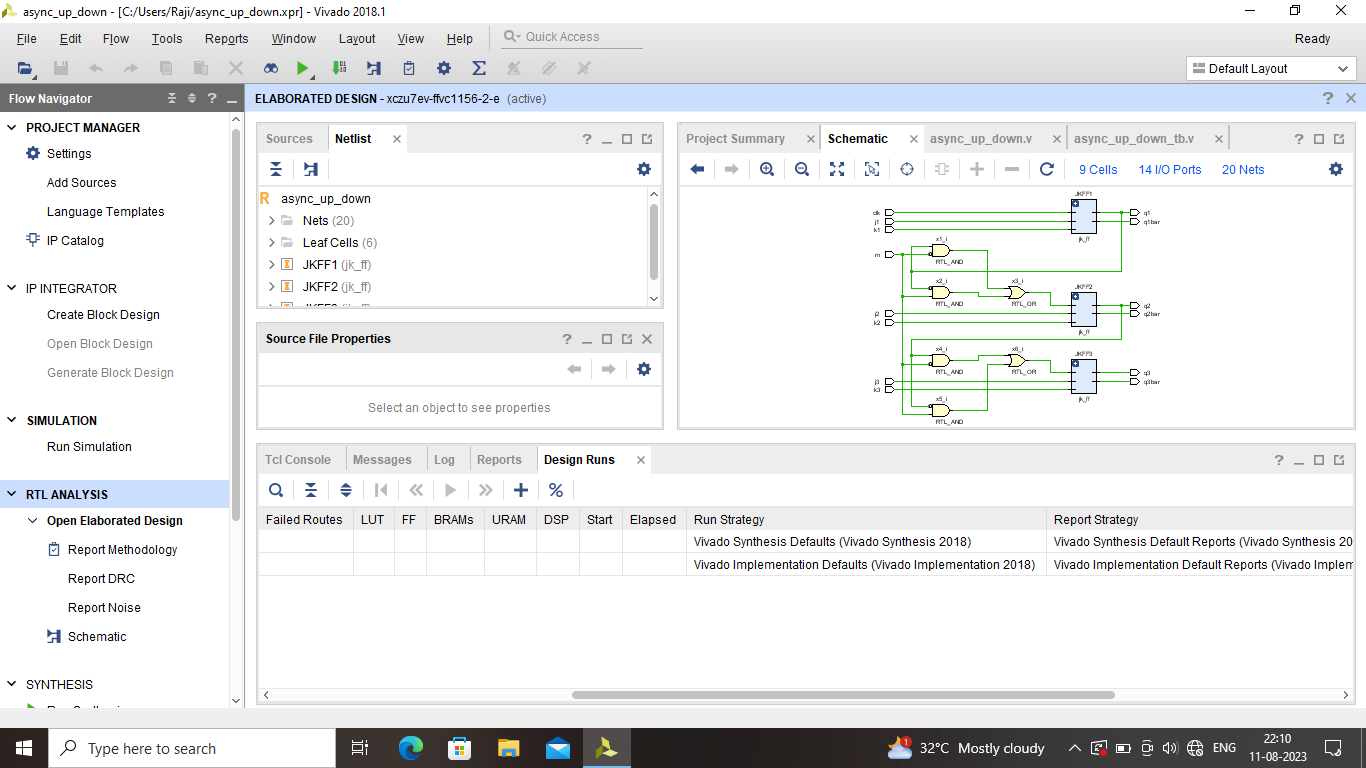 async_up_down - [C:/Users/Raji/async_up_down.xpr] - Vivado 2018.1
File Edit Flow Tools Reports Window Layout View Help Quick Access Ready
Default Layout
Flow Navigator
PROJECT MANAGER
Settings
Add Sources
Language Templates
IP Catalog
IP INTEGRATOR
Create Block Design
Open Block Design
Generate Block Design
SIMULATION
Run Simulation
RTL ANALYSIS
Open Elaborated Design
Report Methodology
Report DRC
Report Noise
Schematic
SYNTHESIS
ELABORATED DESIGN - xczu7ev-ffvc1156-2-e (active)
Sources Netlist
async_up_down
Nets (20)
Leaf Cells (6)
JKFF1 (jk_ff)
JKFF2 (jk_ff)
Source File Properties
Select an object to see properties
Project Summary Schematic async_up_down.v async_up_down_tb.v
9 Cells 14 I/O Ports 20 Nets
JKFF1
clk q1
j1 q1bar
k1
jk_ff
x1_i
m
RTL_AND
x2_i x3_i JKFF2
RTL_AND RTL_OR
q2
j2 q2bar
k2
jk_ff
x4_i x6_i JKFF3
RTL_AND RTL_OR
q3
j3 q3bar
k3
jk_ff
x5_i
RTL_AND
Tcl Console Messages Log Reports Design Runs
Failed Routes LUT FF BRAMs URAM DSP Start Elapsed Run Strategy Report Strategy
Vivado Synthesis Defaults (Vivado Synthesis 2018) Vivado Synthesis Default Reports (Vivado Synthesis 20
Vivado Implementation Defaults (Vivado Implementation 2018) Vivado Implementation Default Reports (Vivado Implem
Type here to search
1
32°C Mostly cloudy
ENG
22:10
11-08-2023